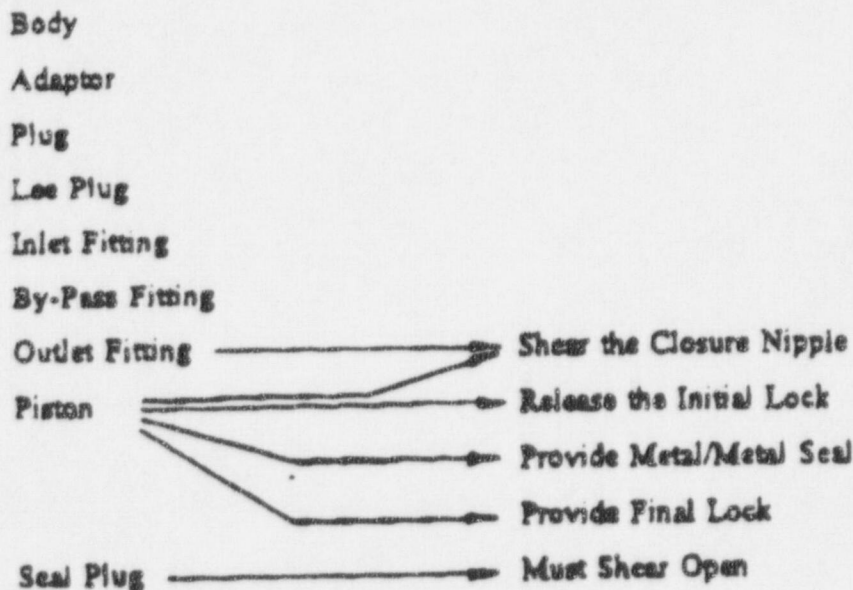 Body
Adaptor
Plug
Lee Plug
Inlet Fitting
By-Pass Fitting
Outlet Fitting Shear the Closure Nipple
Piston Release the Initial Lock
Provide Metal/Metal Seal
Provide Final Lock
Seal Plug Must Shear Open